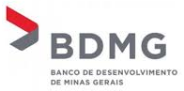 BDMG
BANCO DE DESENVOLVIMENTO
DE MINAS GERAIS